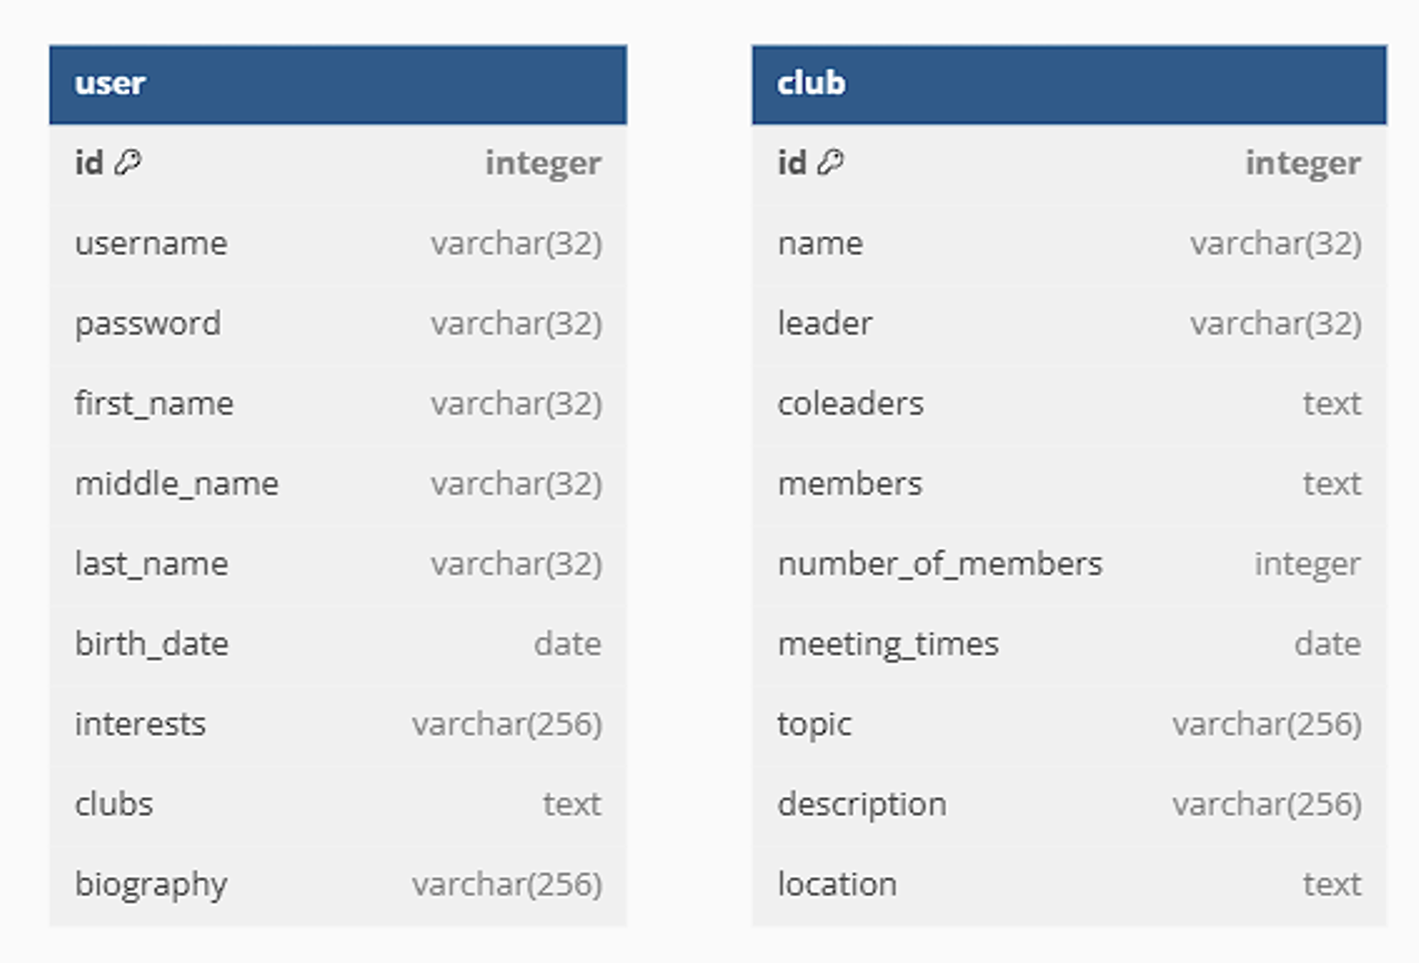 user
id integer
username varchar(32)
password varchar(32)
first_name varchar(32)
middle_name varchar(32)
last_name varchar(32)
birth_date date
interests varchar(256)
clubs text
biography varchar(256)
club
id integer
name varchar(32)
leader varchar(32)
coleaders text
members text
number_of_members integer
meeting_times date
topic varchar(256)
description varchar(256)
location text